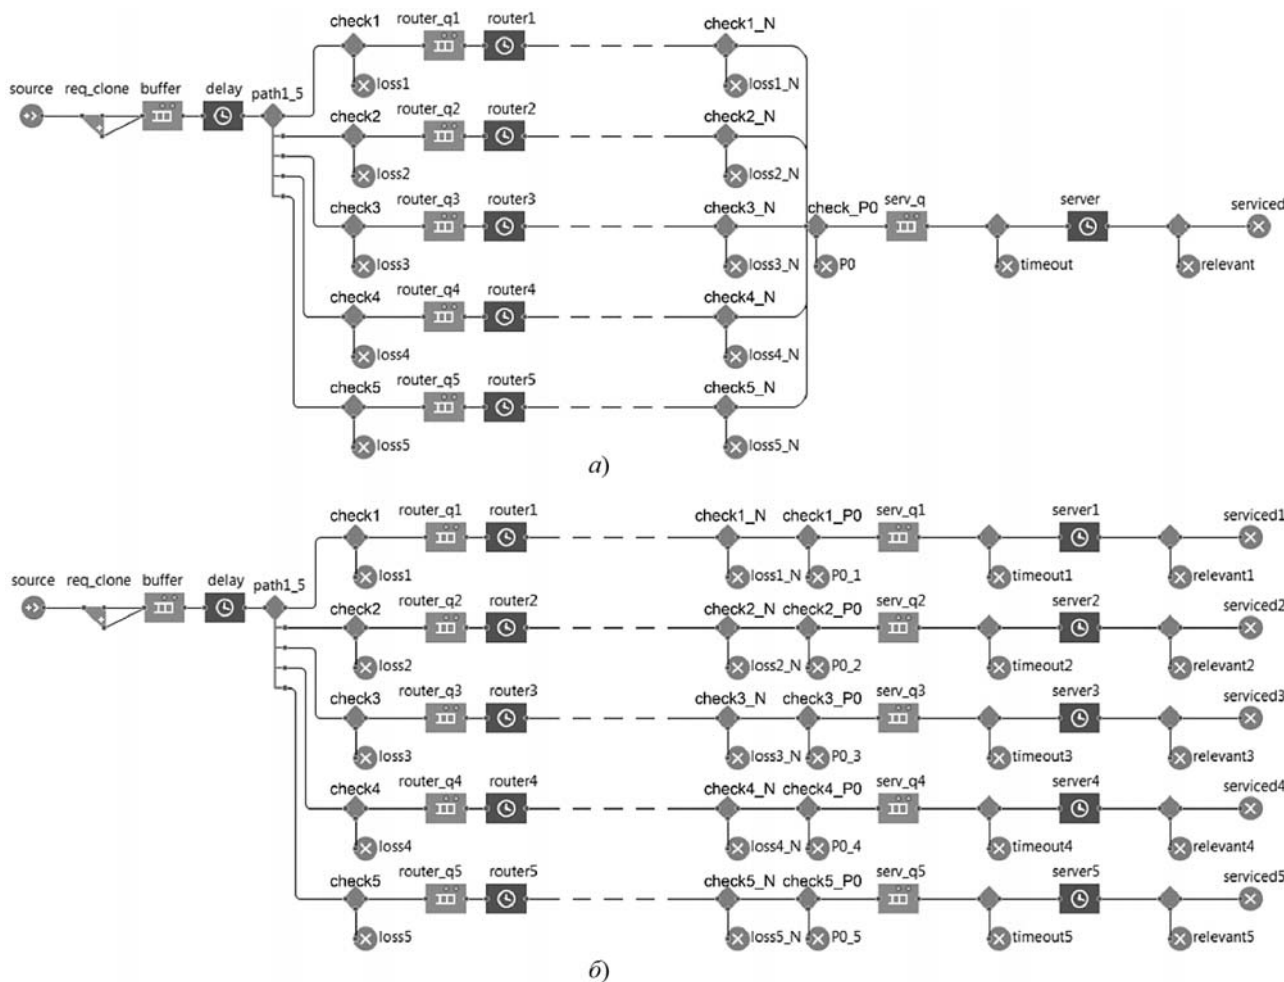 check1 router_q1 router1 check1_N
source req_clone buffer delay path1_5 loss1 loss1_N
check2 router_q2 router2 check2_N
loss2 loss2_N
check3 router_q3 router3 check3_N check_P0 serv_q server serviced
loss3 loss3_N P0 timeout relevant
check4 router_q4 router4 check4_N
loss4 loss4_N
check5 router_q5 router5 check5_N
loss5 loss5_N
а)
check1 router_q1 router1 check1_N check1_P0 serv_q1 server1 serviced1
source req_clone buffer delay path1_5 loss1 loss1_N P0_1 timeout1 relevant1
check2 router_q2 router2 check2_N check2_P0 serv_q2 server2 serviced2
loss2 loss2_N P0_2 timeout2 relevant2
check3 router_q3 router3 check3_N check3_P0 serv_q3 server3 serviced3
loss3 loss3_N P0_3 timeout3 relevant3
check4 router_q4 router4 check4_N check4_P0 serv_q4 server4 serviced4
loss4 loss4_N P0_4 timeout4 relevant4
check5 router_q5 router5 check5_N check5_P0 serv_q5 server5 serviced5
loss5 loss5_N P0_5 timeout5 relevant5
б)